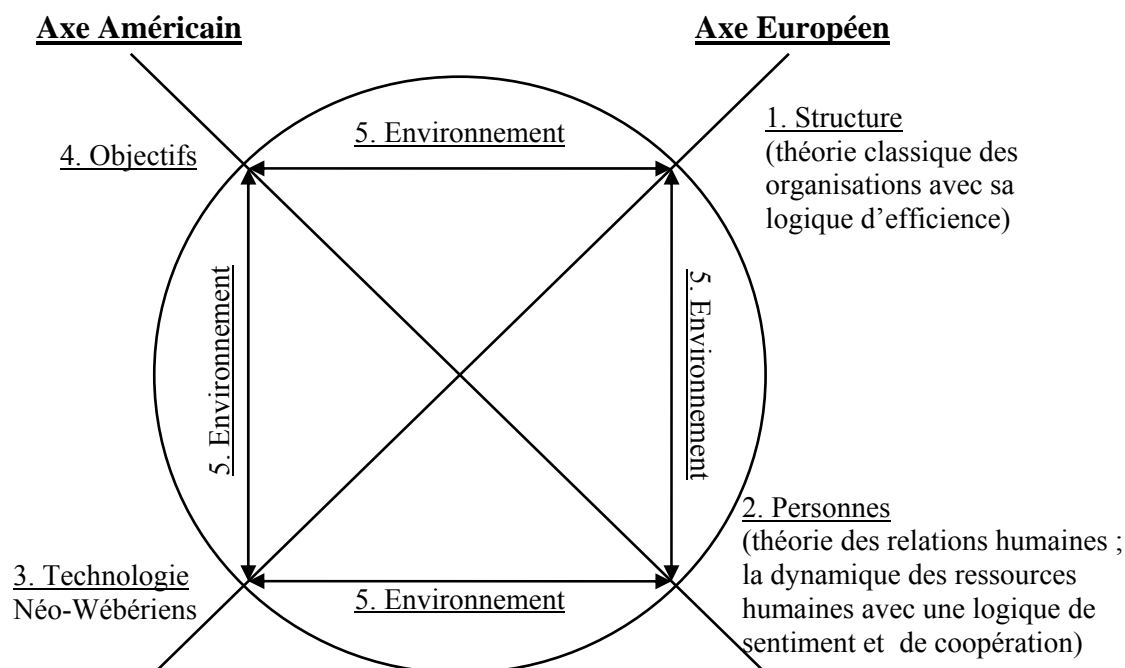 Axe Américain
Axe Européen
5. Environnement
1. Structure
(théorie classique des
organisations avec sa
logique d’efficience)
4. Objectifs
5. Environnement
5. Environnement
2. Personnes
(théorie des relations humaines ;
la dynamique des ressources
humaines avec une logique de
sentiment et de coopération)
3. Technologie
Néo-Wébériens
5. Environnement